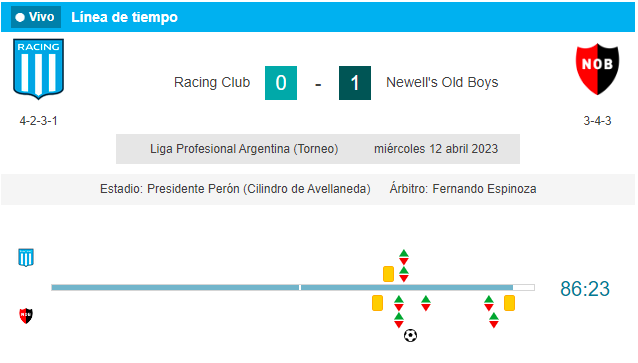 Vivo Línea de tiempo
RACING
NOB
Racing Club 0 - 1 Newell's Old Boys
4-2-3-1
3-4-3
Liga Profesional Argentina (Torneo) miércoles 12 abril 2023
Estadio: Presidente Perón (Cilindro de Avellaneda) Árbitro: Fernando Espinoza
86:23